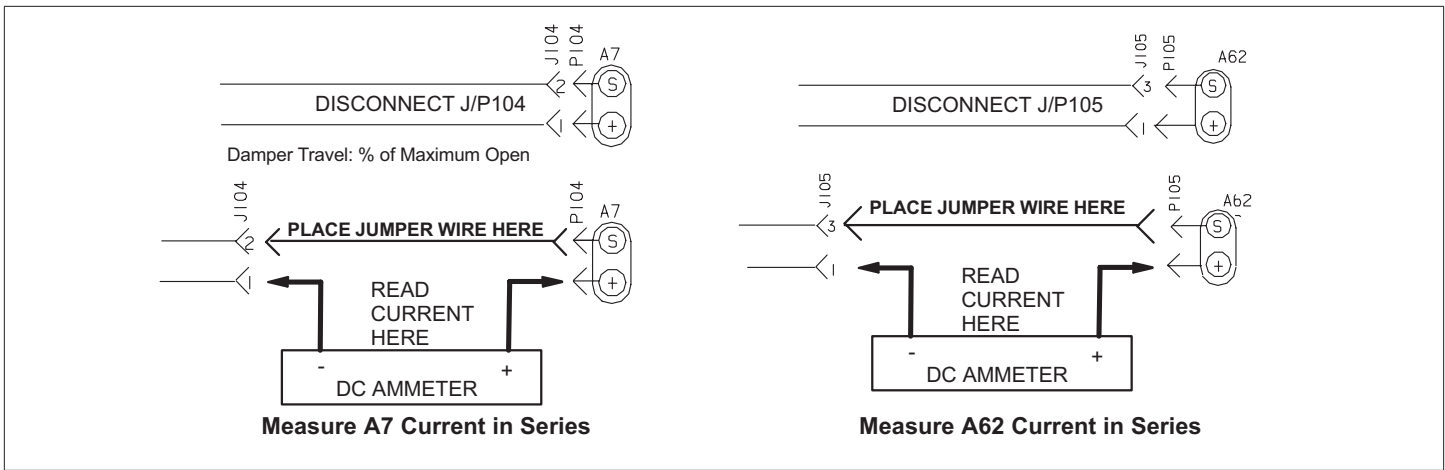 J104
P104
A7
2
S
DISCONNECT J/P104
1
+
Damper Travel: % of Maximum Open
J104
P104
A7
PLACE JUMPER WIRE HERE
2
S
1
+
READ
CURRENT
HERE
-
+
DC AMMETER
Measure A7 Current in Series
J105
P105
A62
3
S
DISCONNECT J/P105
1
+
J105
P105
A62
PLACE JUMPER WIRE HERE
3
S
1
+
READ
CURRENT
HERE
-
+
DC AMMETER
Measure A62 Current in Series